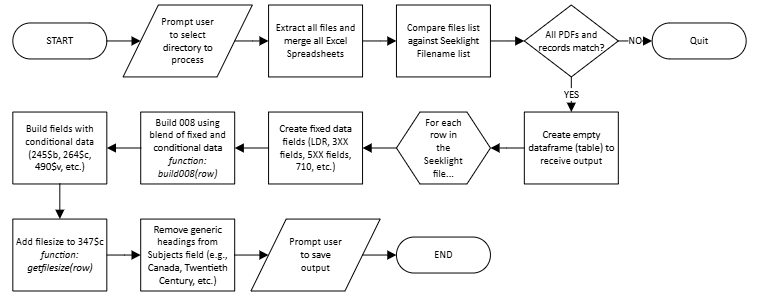 START
Prompt user
to select
directory to
process
Extract all files and
merge all Excel
Spreadsheets
Compare files list
against Seeklight
Filename list
All PDFs and
records match?
NO
Quit
YES
Create empty
dataframe (table) to
receive output
For each
row in
the
Seeklight
file...
Create fixed data
fields (LDR, 3XX
fields, 5XX fields,
710, etc.)
Build 008 using
blend of fixed and
conditional data
function:
build008(row)
Build fields with
conditional data
(245$b, 264$c,
490$v, etc.)
Add filesize to 347$c
function:
getfilesize(row)
Remove generic
headings from
Subjects field (e.g.,
Canada, Twentieth
Century, etc.)
Prompt user
to save
output
END